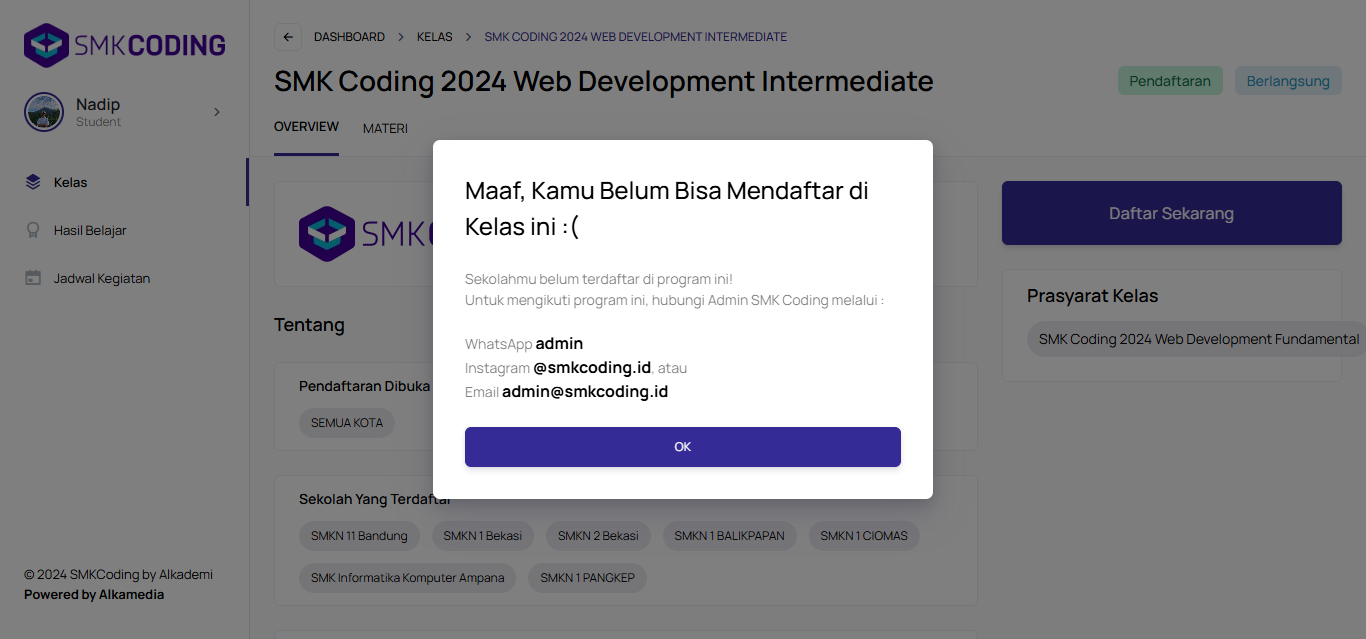 SMKCODING
Nadip
Student
Kelas
Hasil Belajar
Jadwal Kegiatan
© 2024 SMKCoding by Alkademi
Powered by Alkamedia
DASHBOARD > KELAS > SMK CODING 2024 WEB DEVELOPMENT INTERMEDIATE
SMK Coding 2024 Web Development Intermediate
Pendaftaran Berlangsung
OVERVIEW MATERI
SMK
Tentang
Pendaftaran Dibuka
SEMUA KOTA
Sekolah Yang Terdaftar
SMKN 11 Bandung SMKN 1 Bekasi SMKN 2 Bekasi SMKN 1 BALIKPAPAN SMKN 1 CIOMAS
SMK Informatika Komputer Ampana SMKN 1 PANGKEP
Maaf, Kamu Belum Bisa Mendaftar di
Kelas ini :(
Sekolahmu belum terdaftar di program ini!
Untuk mengikuti program ini, hubungi Admin SMK Coding melalui :
WhatsApp admin
Instagram @smkcoding.id, atau
Email admin@smkcoding.id
OK
Daftar Sekarang
Prasyarat Kelas
SMK Coding 2024 Web Development Fundamental